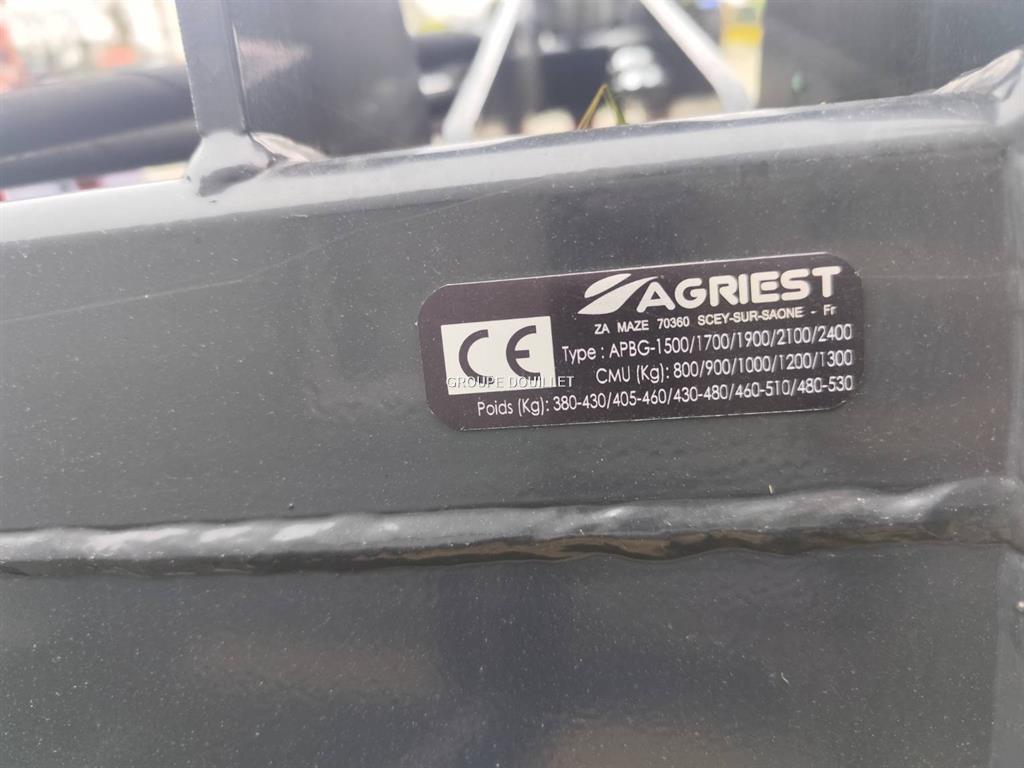 AGRIEST
ZA MAZE 70360 SCEY-SUR-SAONE - Fr
CE
Type : APBG-1500/1700/1900/2100/2400
CMU (Kg): 800/900/1000/1200/1300
GROUPE DOUILLET
Poids (Kg): 380-430/405-460/430-480/460-510/480-530